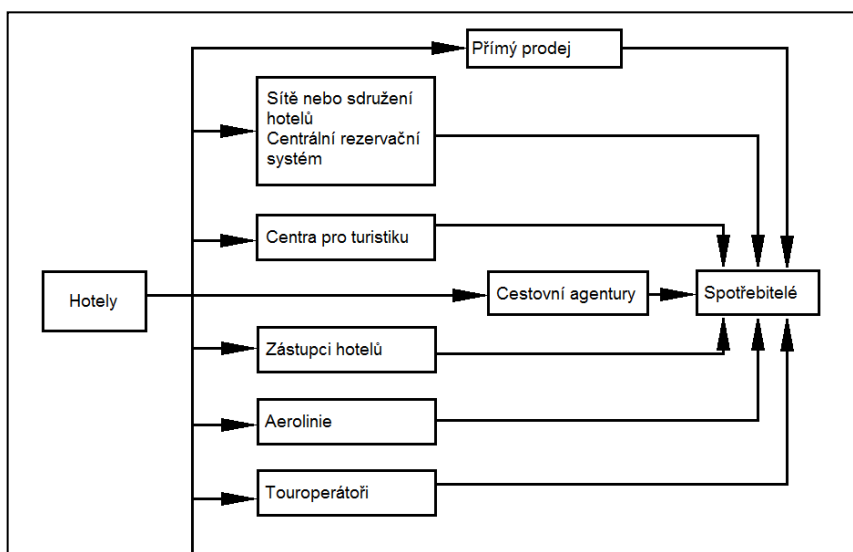 Přímý prodej
Sítě nebo sdružení
hotelů
Centrální rezervační
systém
Centra pro turistiku
Hotely
Cestovní agentury
Spotřebitelé
Zástupci hotelů
Aerolinie
Touroperátoři